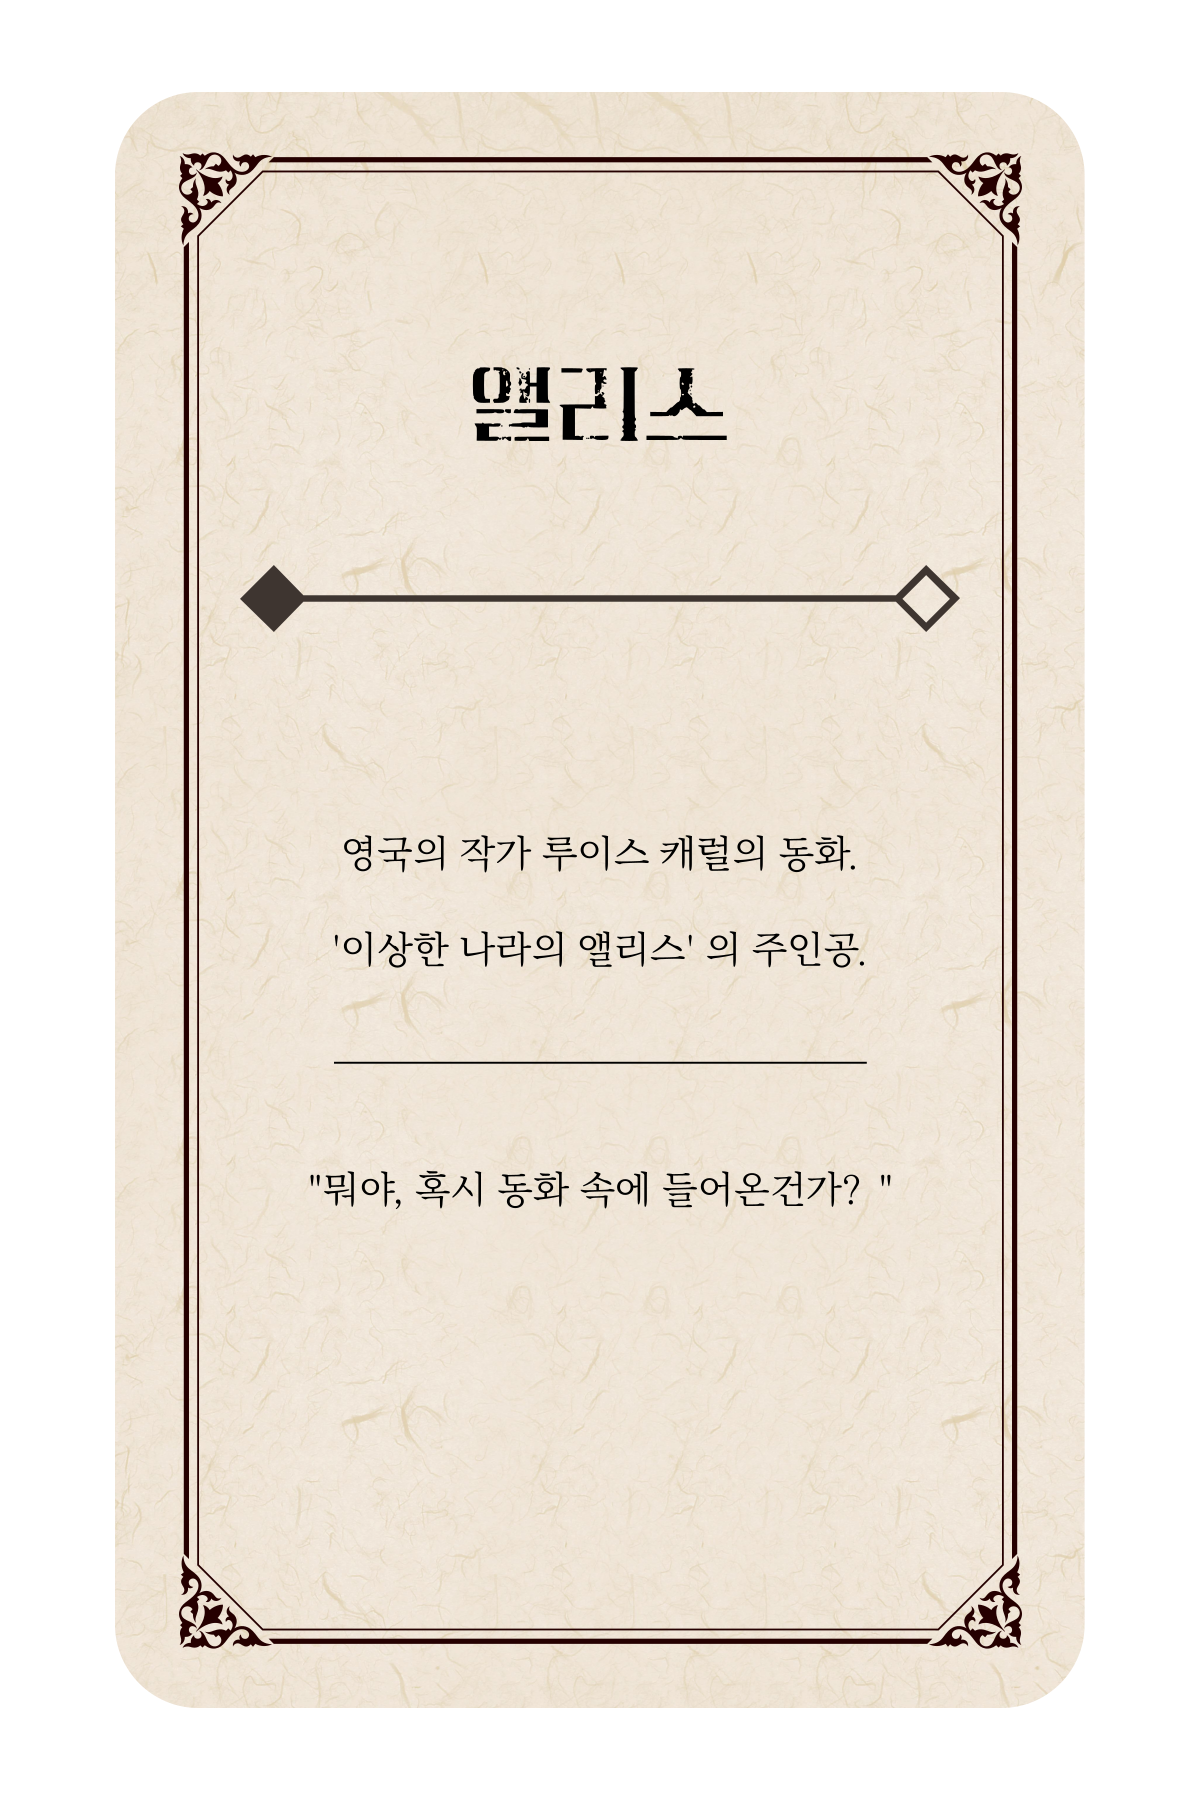 앨리스
영국의 작가 루이스 캐럴의 동화.
'이상한 나라의 앨리스' 의 주인공.
"뭐야, 혹시 동화 속에 들어온건가? "